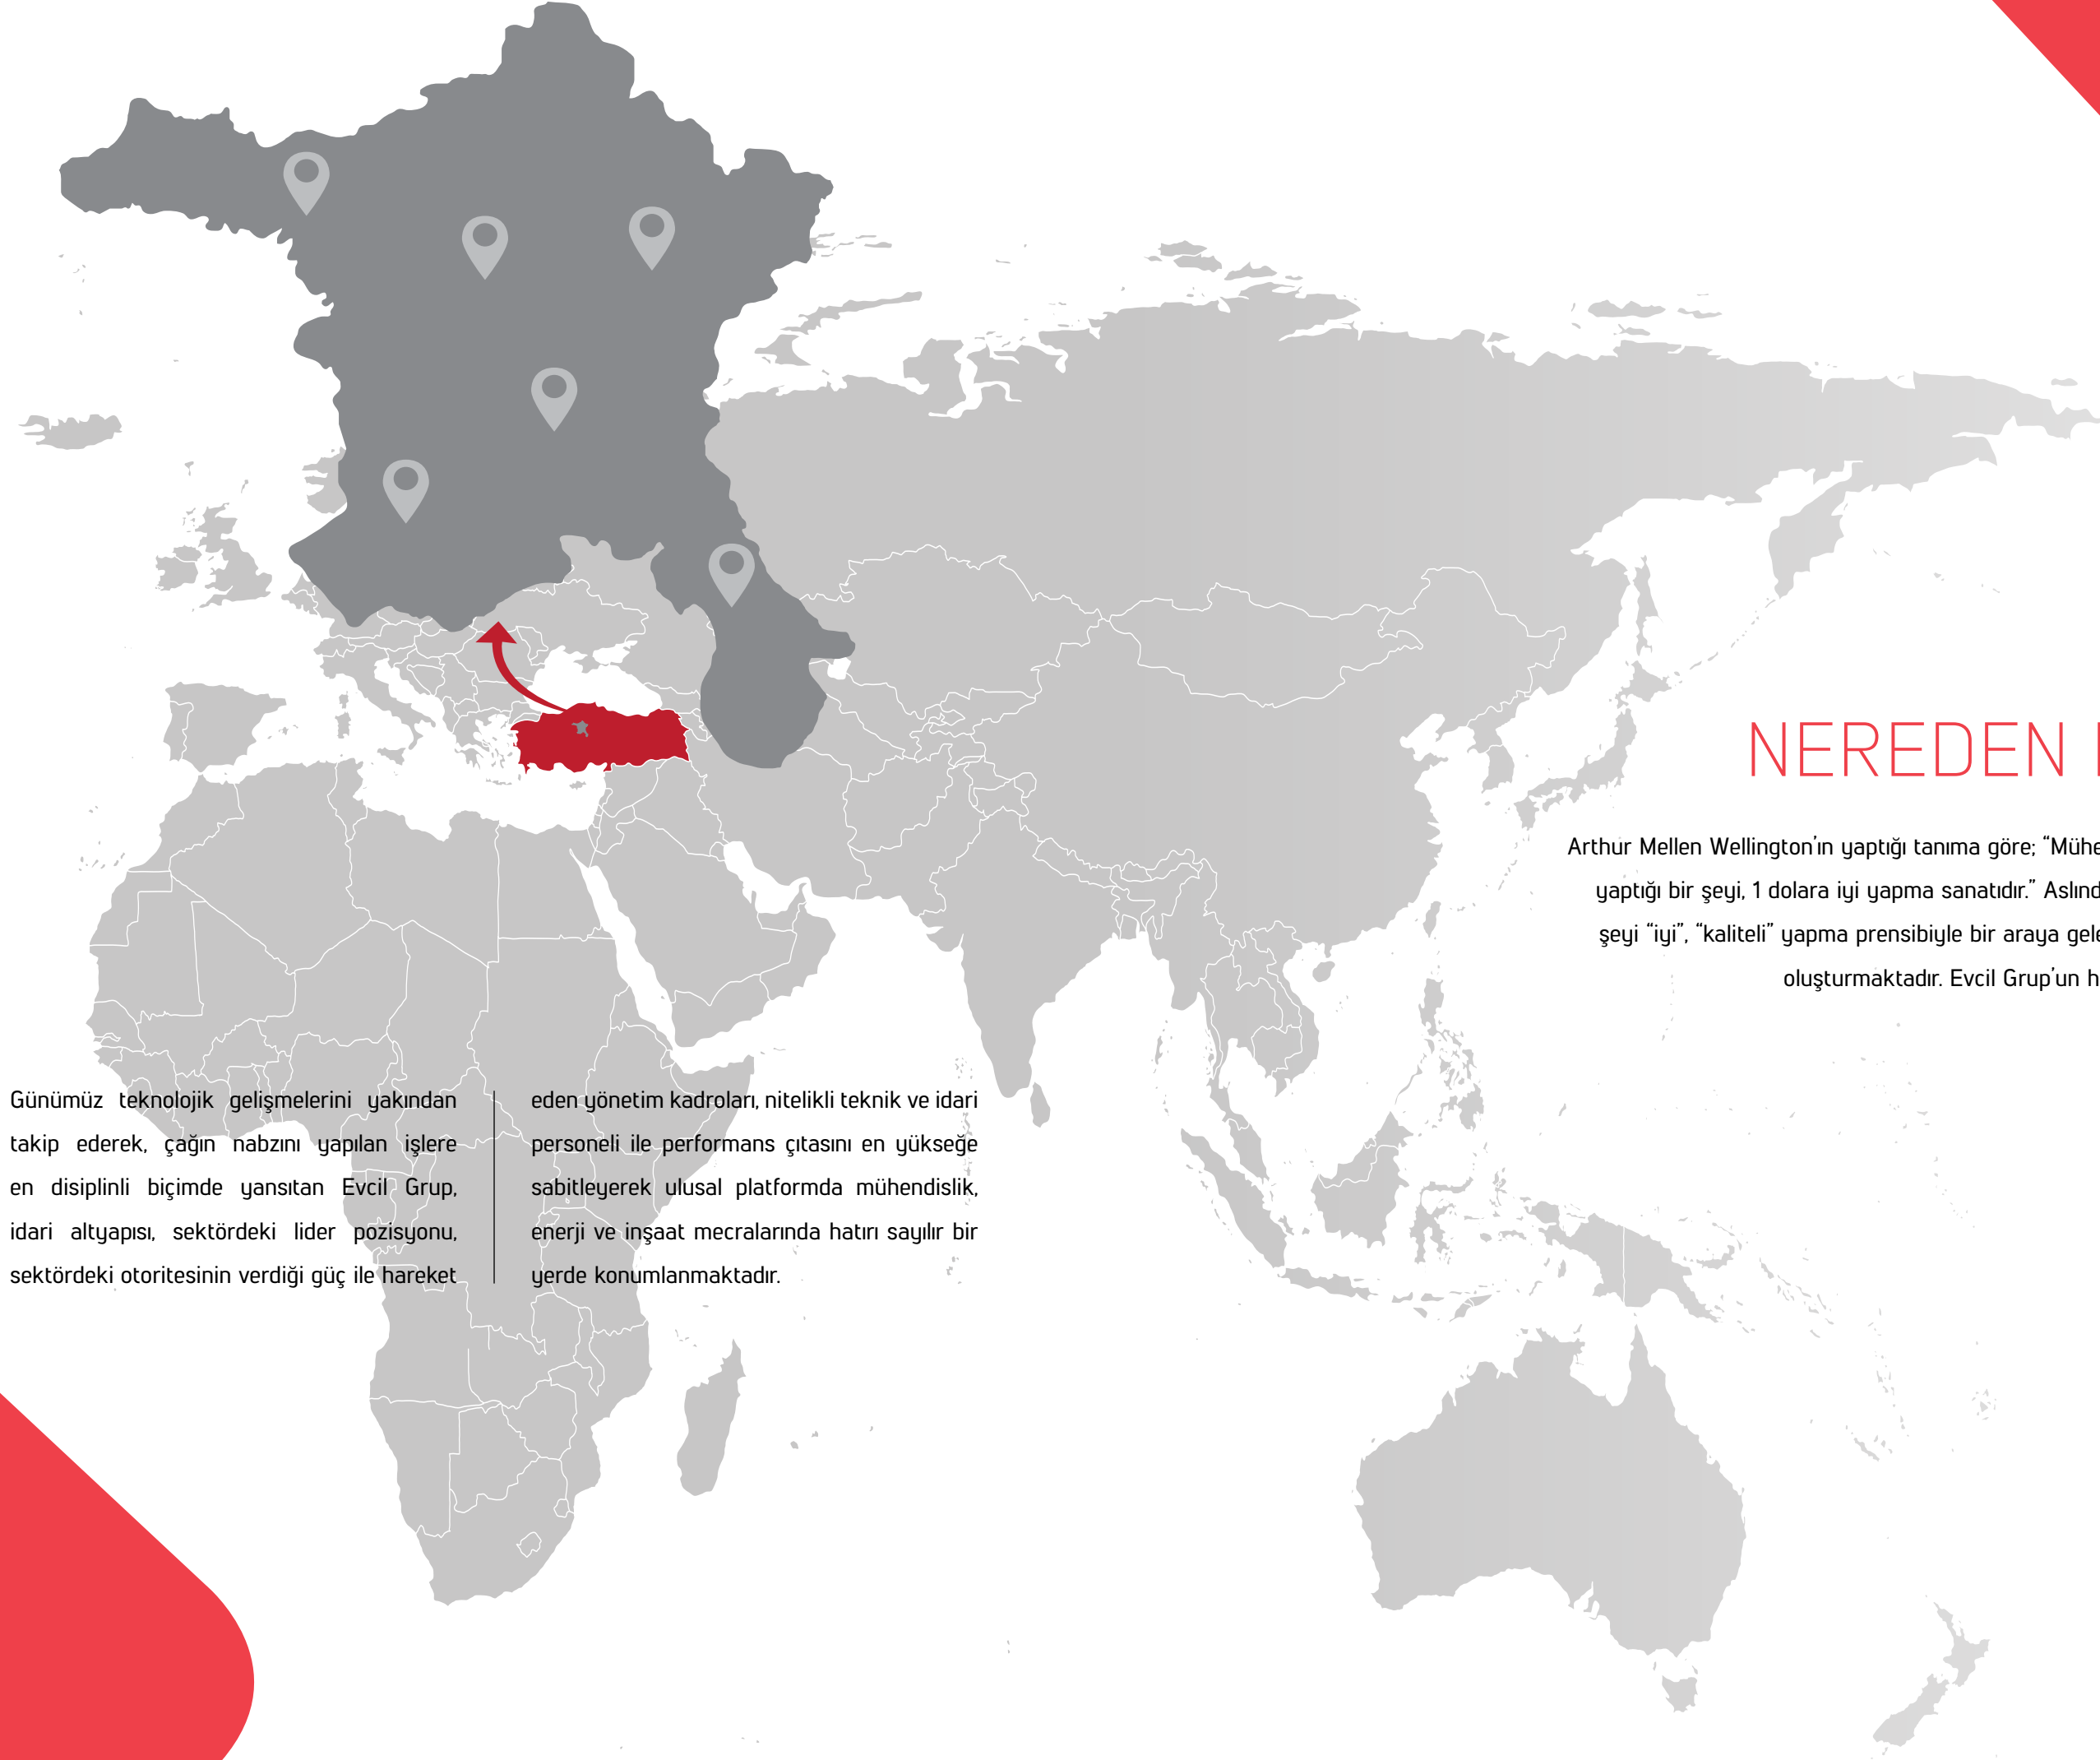 NEREDEN
Arthur Mellen Wellington’ın yaptığı tanıma göre; “Mühe
yaptığı bir şeyi, 1 dolara iyi yapma sanatıdır.” Aslınd
şeyi “iyi”, “kaliteli” yapma prensibiyle bir araya gele
oluşturmaktadır. Evcil Grup’un h
Günümüz teknolojik gelişmelerini yakından
takip ederek, çağın nabzını yapılan işlere
en disiplinli biçimde yansıtan Evcil Grup,
idari altyapısı, sektördeki lider pozisyonu,
sektördeki otoritesinin verdiği güç ile hareket
eden yönetim kadroları, nitelikli teknik ve idari
personeli ile performans çıtasını en yükseğe
sabitleyerek ulusal platformda mühendislik,
enerji ve inşaat mecralarında hatırı sayılır bir
yerde konumlanmaktadır.